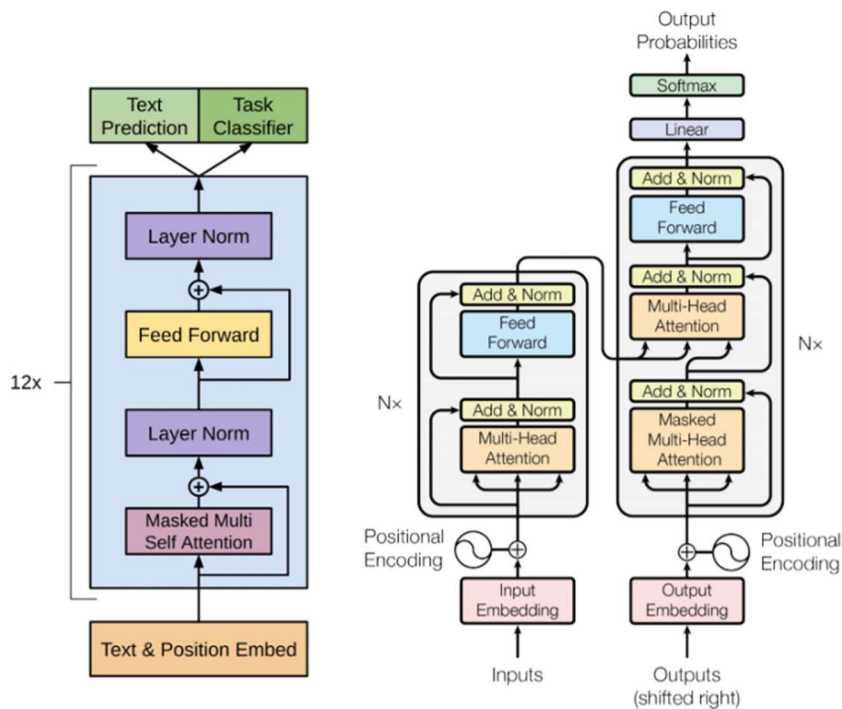 Text
Prediction
Task
Classifier
Layer Norm
Feed Forward
12x
Layer Norm
Masked Multi
Self Attention
Text & Position Embed
Output
Probabilities
Softmax
Linear
Add & Norm
Feed
Forward
Add & Norm
Multi-Head
Attention
Add & Norm
Masked
Multi-Head
Attention
N×
Positional
Encoding
Output
Embedding
Outputs
(shifted right)
Add & Norm
Feed
Forward
N×
Add & Norm
Multi-Head
Attention
Positional
Encoding
Input
Embedding
Inputs